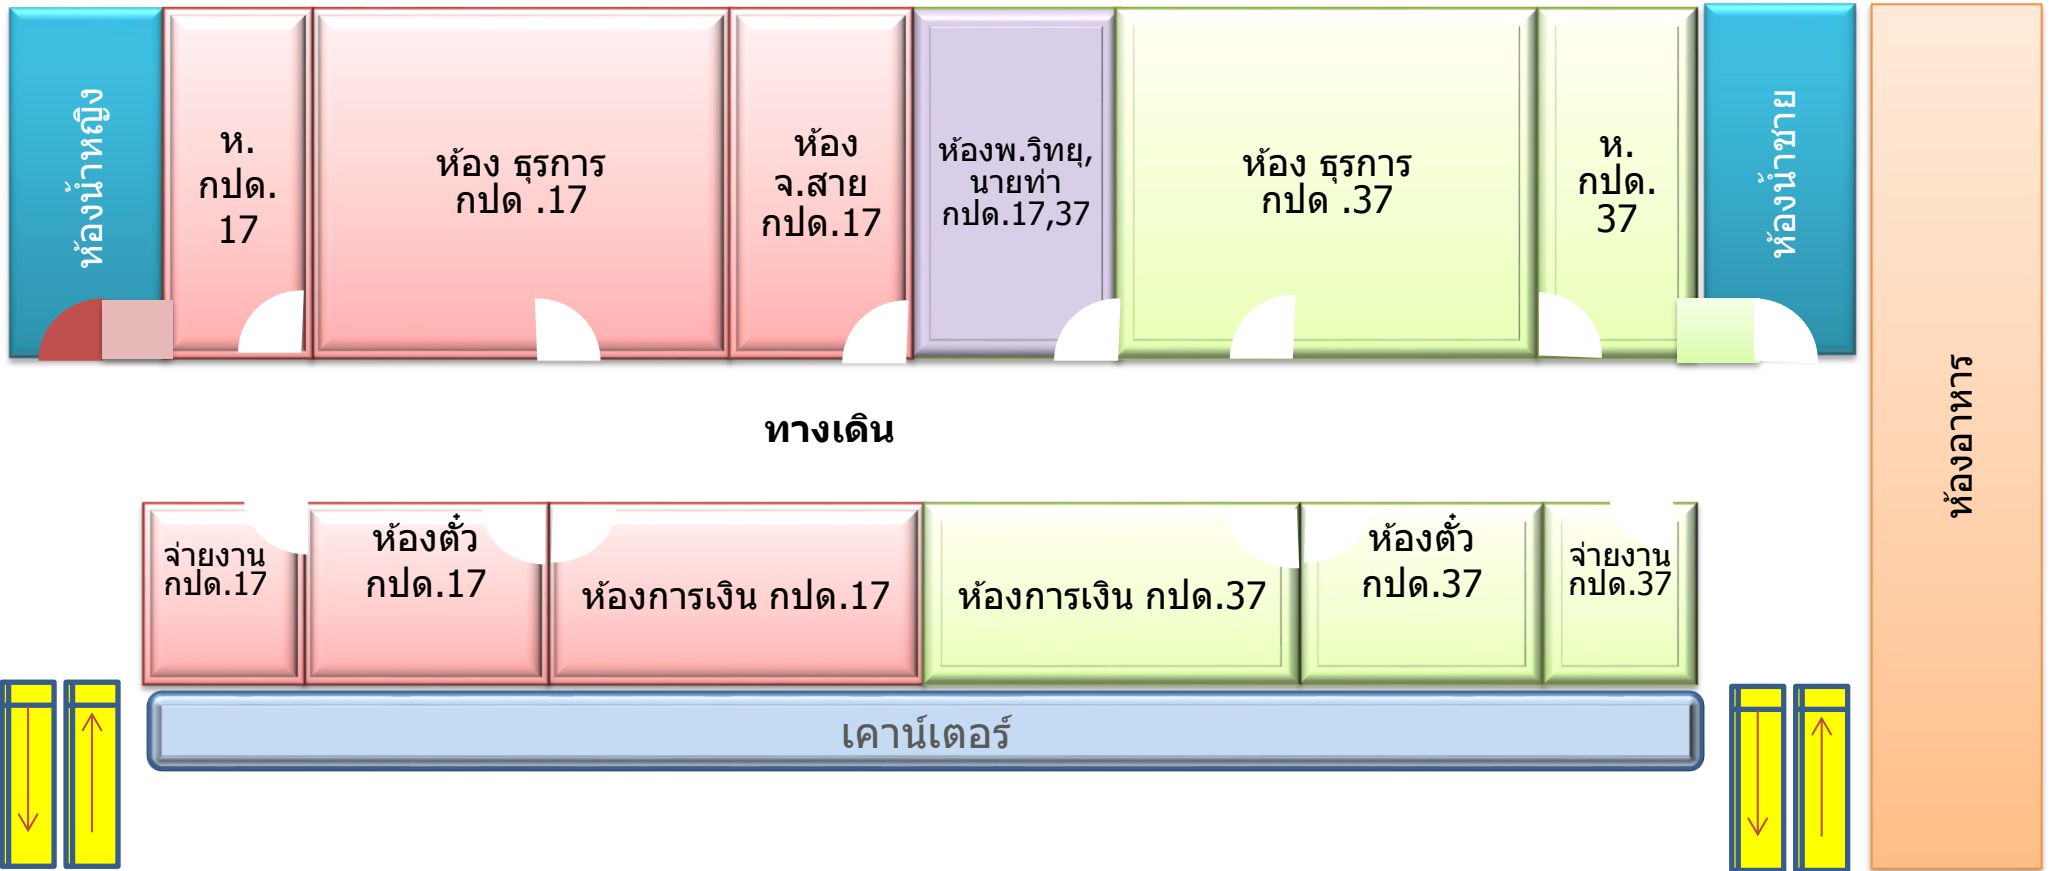 ห้องน้ำหญิง
ห.
กปด.
17
ห้อง ธุรการ
กปด .17
ห้อง
จ.สาย
กปด.17
ห้องพ.วิทยุ,
นายท่า
กปด.17,37
ห้อง ธุรการ
กปด .37
ห.
กปด.
37
ห้องน้ำชาย
ห้องอาหาร
ทางเดิน
จ่ายงาน
กปด.17
ห้องตั๋ว
กปด.17
ห้องการเงิน กปด.17
ห้องการเงิน กปด.37
ห้องตั๋ว
กปด.37
จ่ายงาน
กปด.37
เคาน์เตอร์